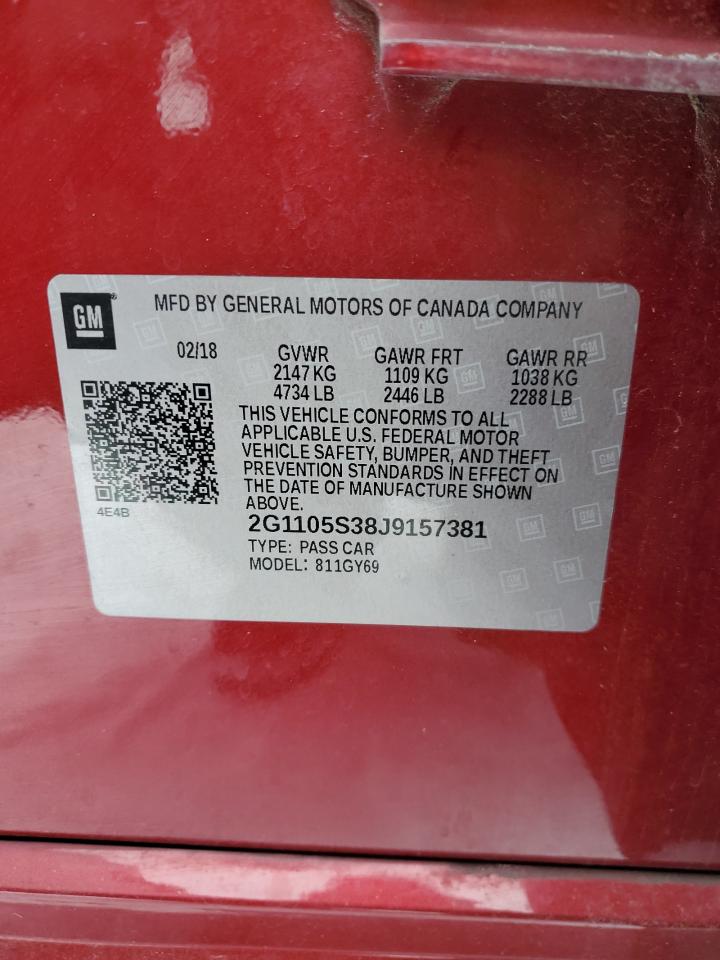 GM
MFD BY GENERAL MOTORS OF CANADA COMPANY
02/18 GVWR GAWR FRT GAWR RR
2147 KG 1109 KG 1038 KG
4734 LB 2446 LB 2288 LB
THIS VEHICLE CONFORMS TO ALL
APPLICABLE U.S. FEDERAL MOTOR
VEHICLE SAFETY, BUMPER, AND THEFT
PREVENTION STANDARDS IN EFFECT ON
THE DATE OF MANUFACTURE SHOWN
ABOVE.
4E4B
2G1105S38J9157381
TYPE: PASS CAR
MODEL: 811GY69